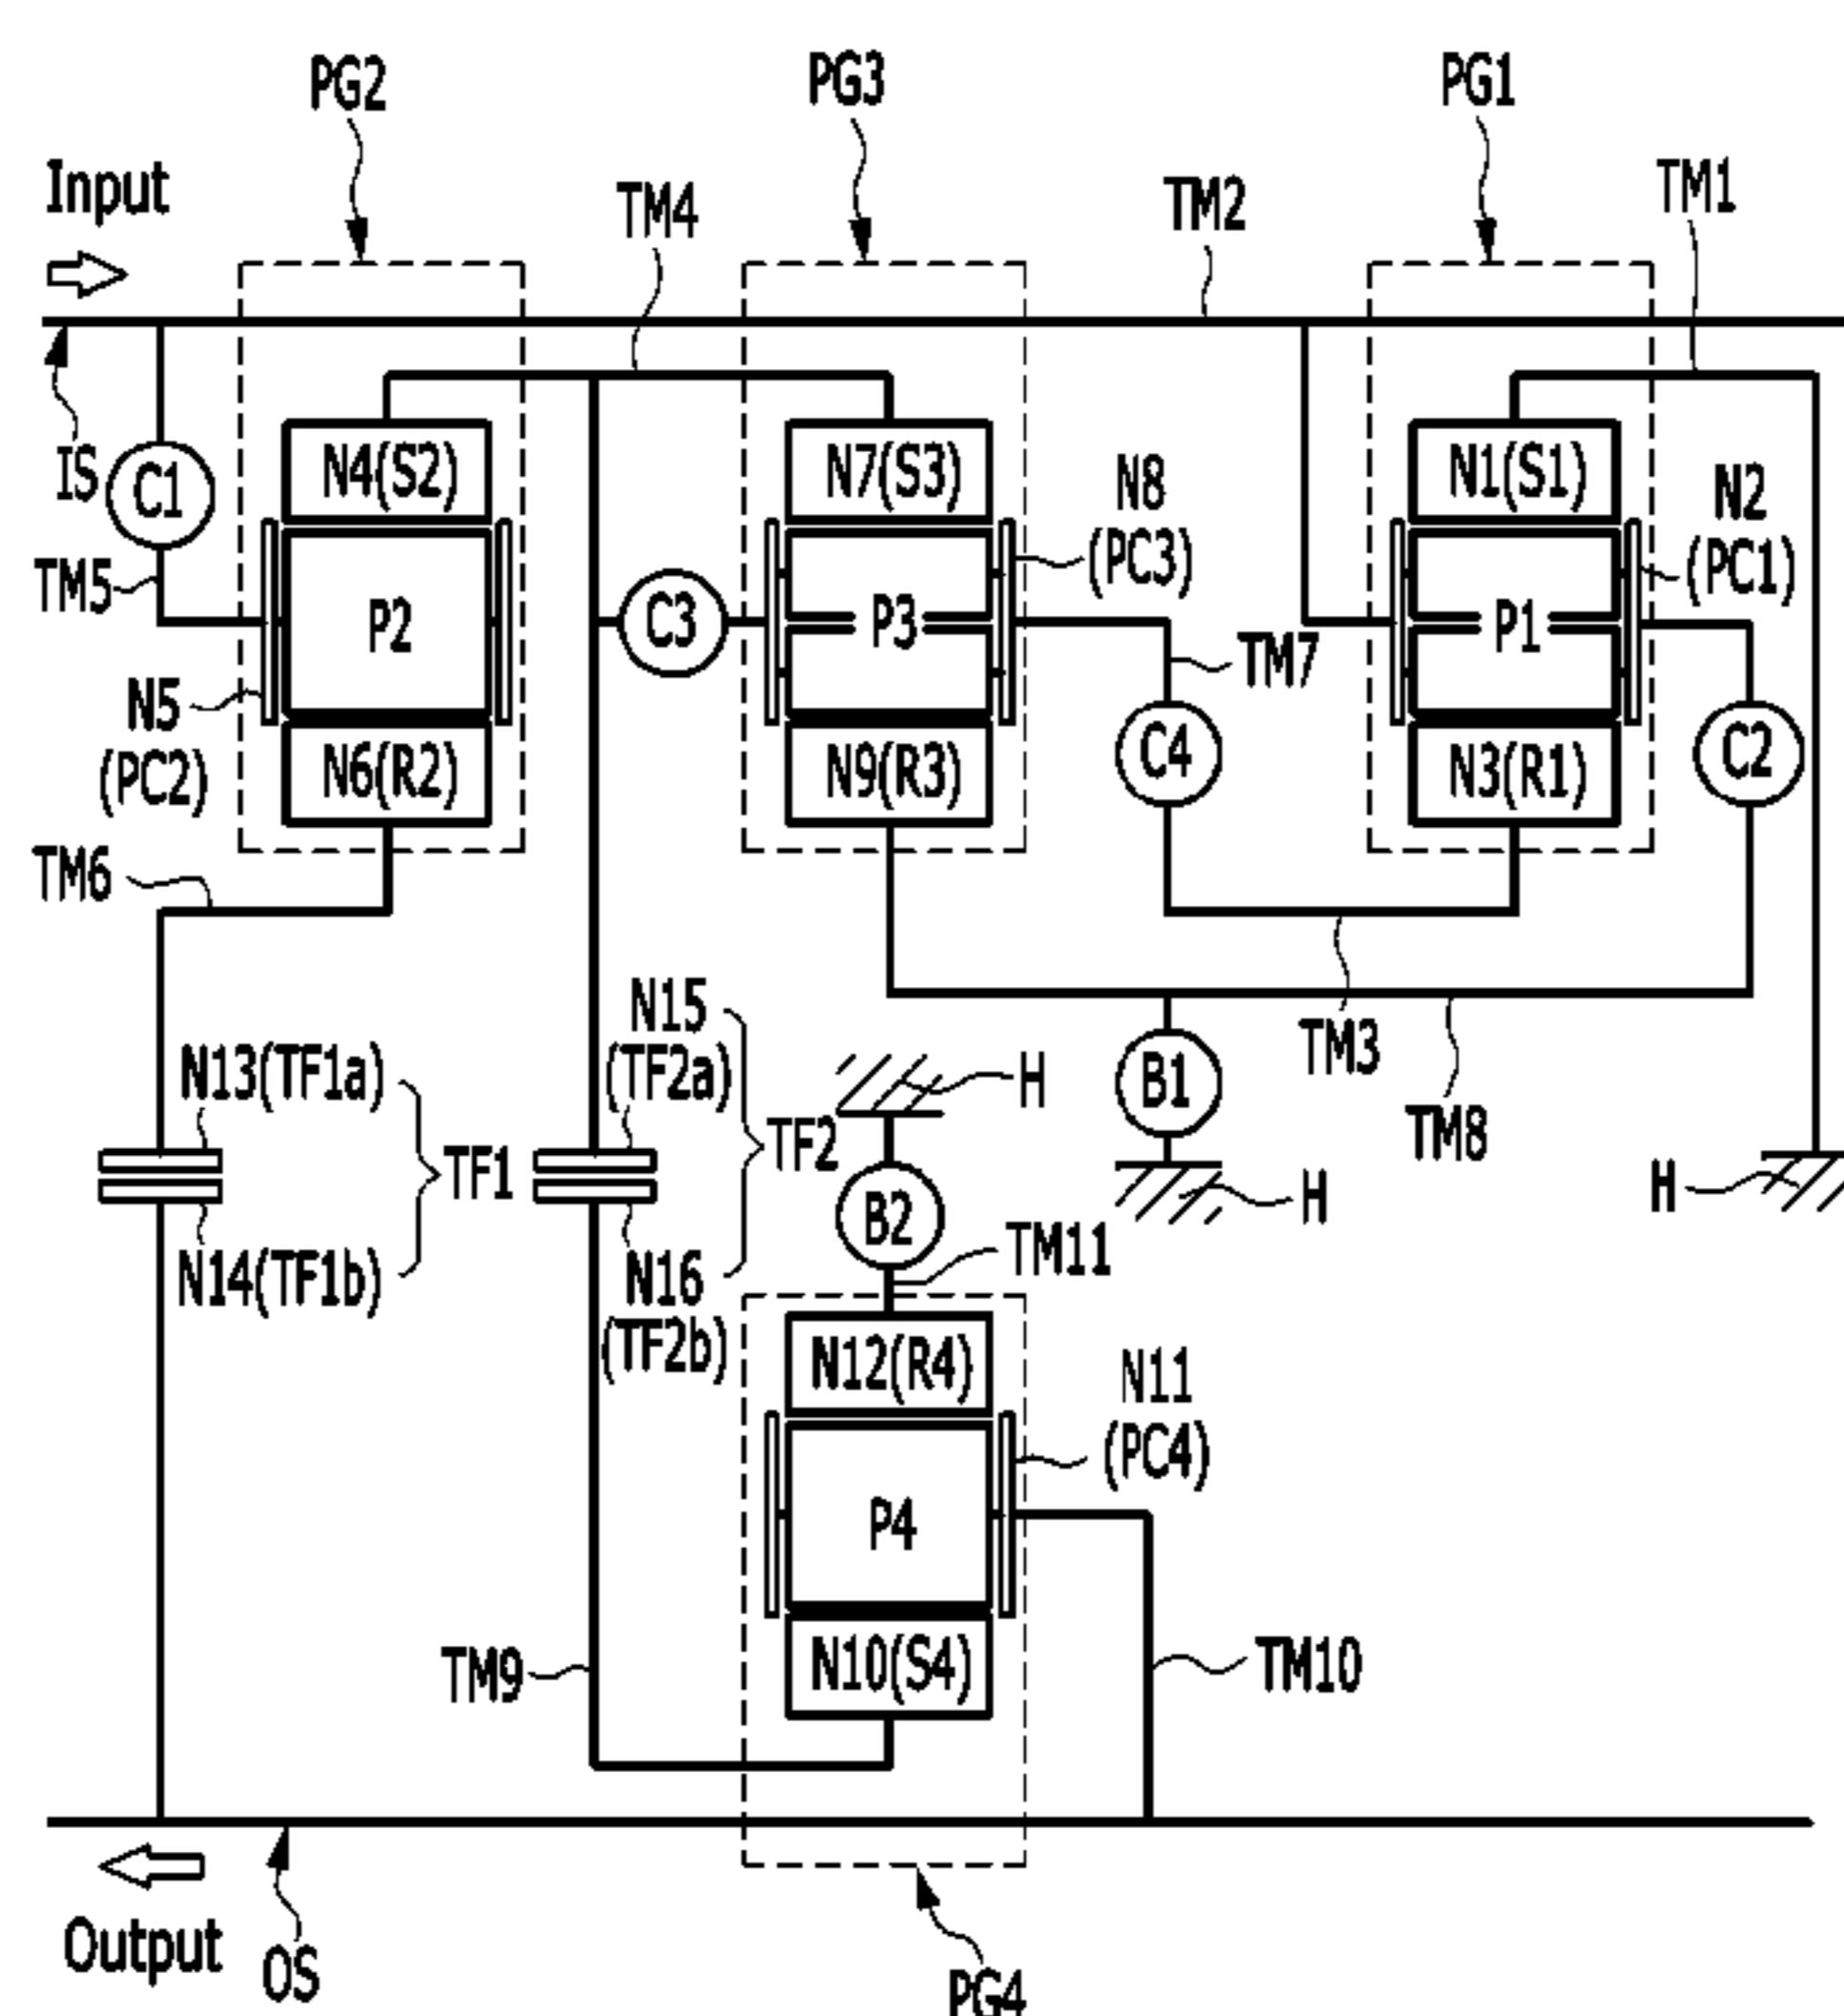 PG2
PG3
PG1
Input
TM4
TM2
TM1
IS
C1
N4(S2)
N7(S3)
N8
(PC3)
N1(S1)
N2
(PC1)
TM5
P2
C3
P3
TM7
P1
N5
(PC2)
N6(R2)
N9(R3)
C4
N3(R1)
C2
TM6
N15
(TF2a)
TM3
N13(TF1a)
H
B1
TM8
TF1
TF2
H
H
B2
N14(TF1b)
N16
(TF2b)
TM11
N12(R4)
N11
(PC4)
P4
TM9
N10(S4)
TM10
Output
OS
PG4